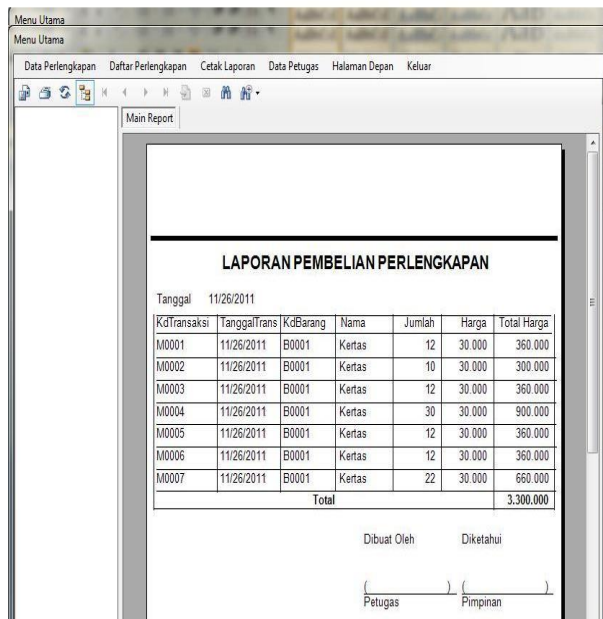 Menu Utama
Menu Utama
Data Perlengkapan Daftar Perlengkapan Cetak Laporan Data Petugas Halaman Depan Keluar
Main Report
LAPORAN PEMBELIAN PERLENGKAPAN
Tanggal 11/26/2011
KdTransaksi TanggalTrans KdBarang Nama Jumlah Harga Total Harga
M0001 11/26/2011 B0001 Kertas 12 30.000 360.000
M0002 11/26/2011 B0001 Kertas 10 30.000 300.000
M0003 11/26/2011 B0001 Kertas 12 30.000 360.000
M0004 11/26/2011 B0001 Kertas 30 30.000 900.000
M0005 11/26/2011 B0001 Kertas 12 30.000 360.000
M0006 11/26/2011 B0001 Kertas 12 30.000 360.000
M0007 11/26/2011 B0001 Kertas 22 30.000 660.000
Total 3.300.000
Dibuat Oleh Diketahui
(                ) (                )
Petugas Pimpinan